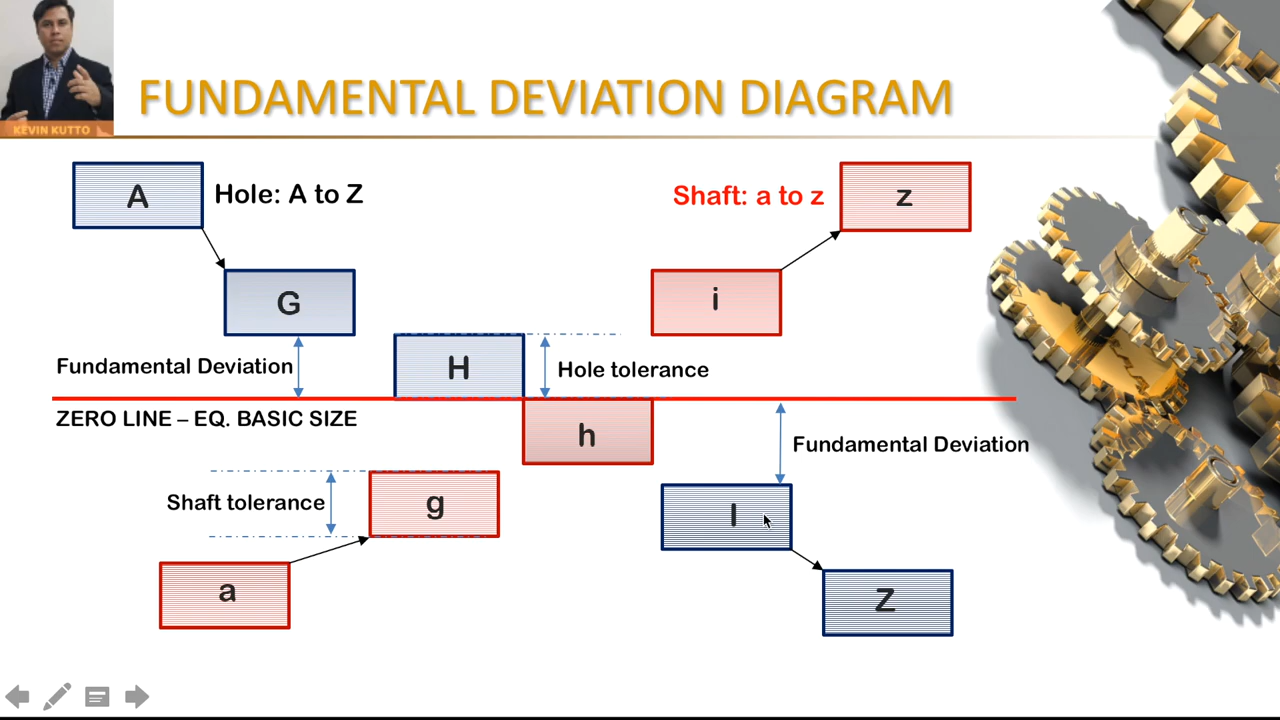 KEVIN KUTTO
FUNDAMENTAL DEVIATION DIAGRAM
A
Hole: A to Z
Shaft: a to z
z
G
i
Fundamental Deviation
H
Hole tolerance
ZERO LINE – EQ. BASIC SIZE
h
Fundamental Deviation
Shaft tolerance
g
I
a
Z